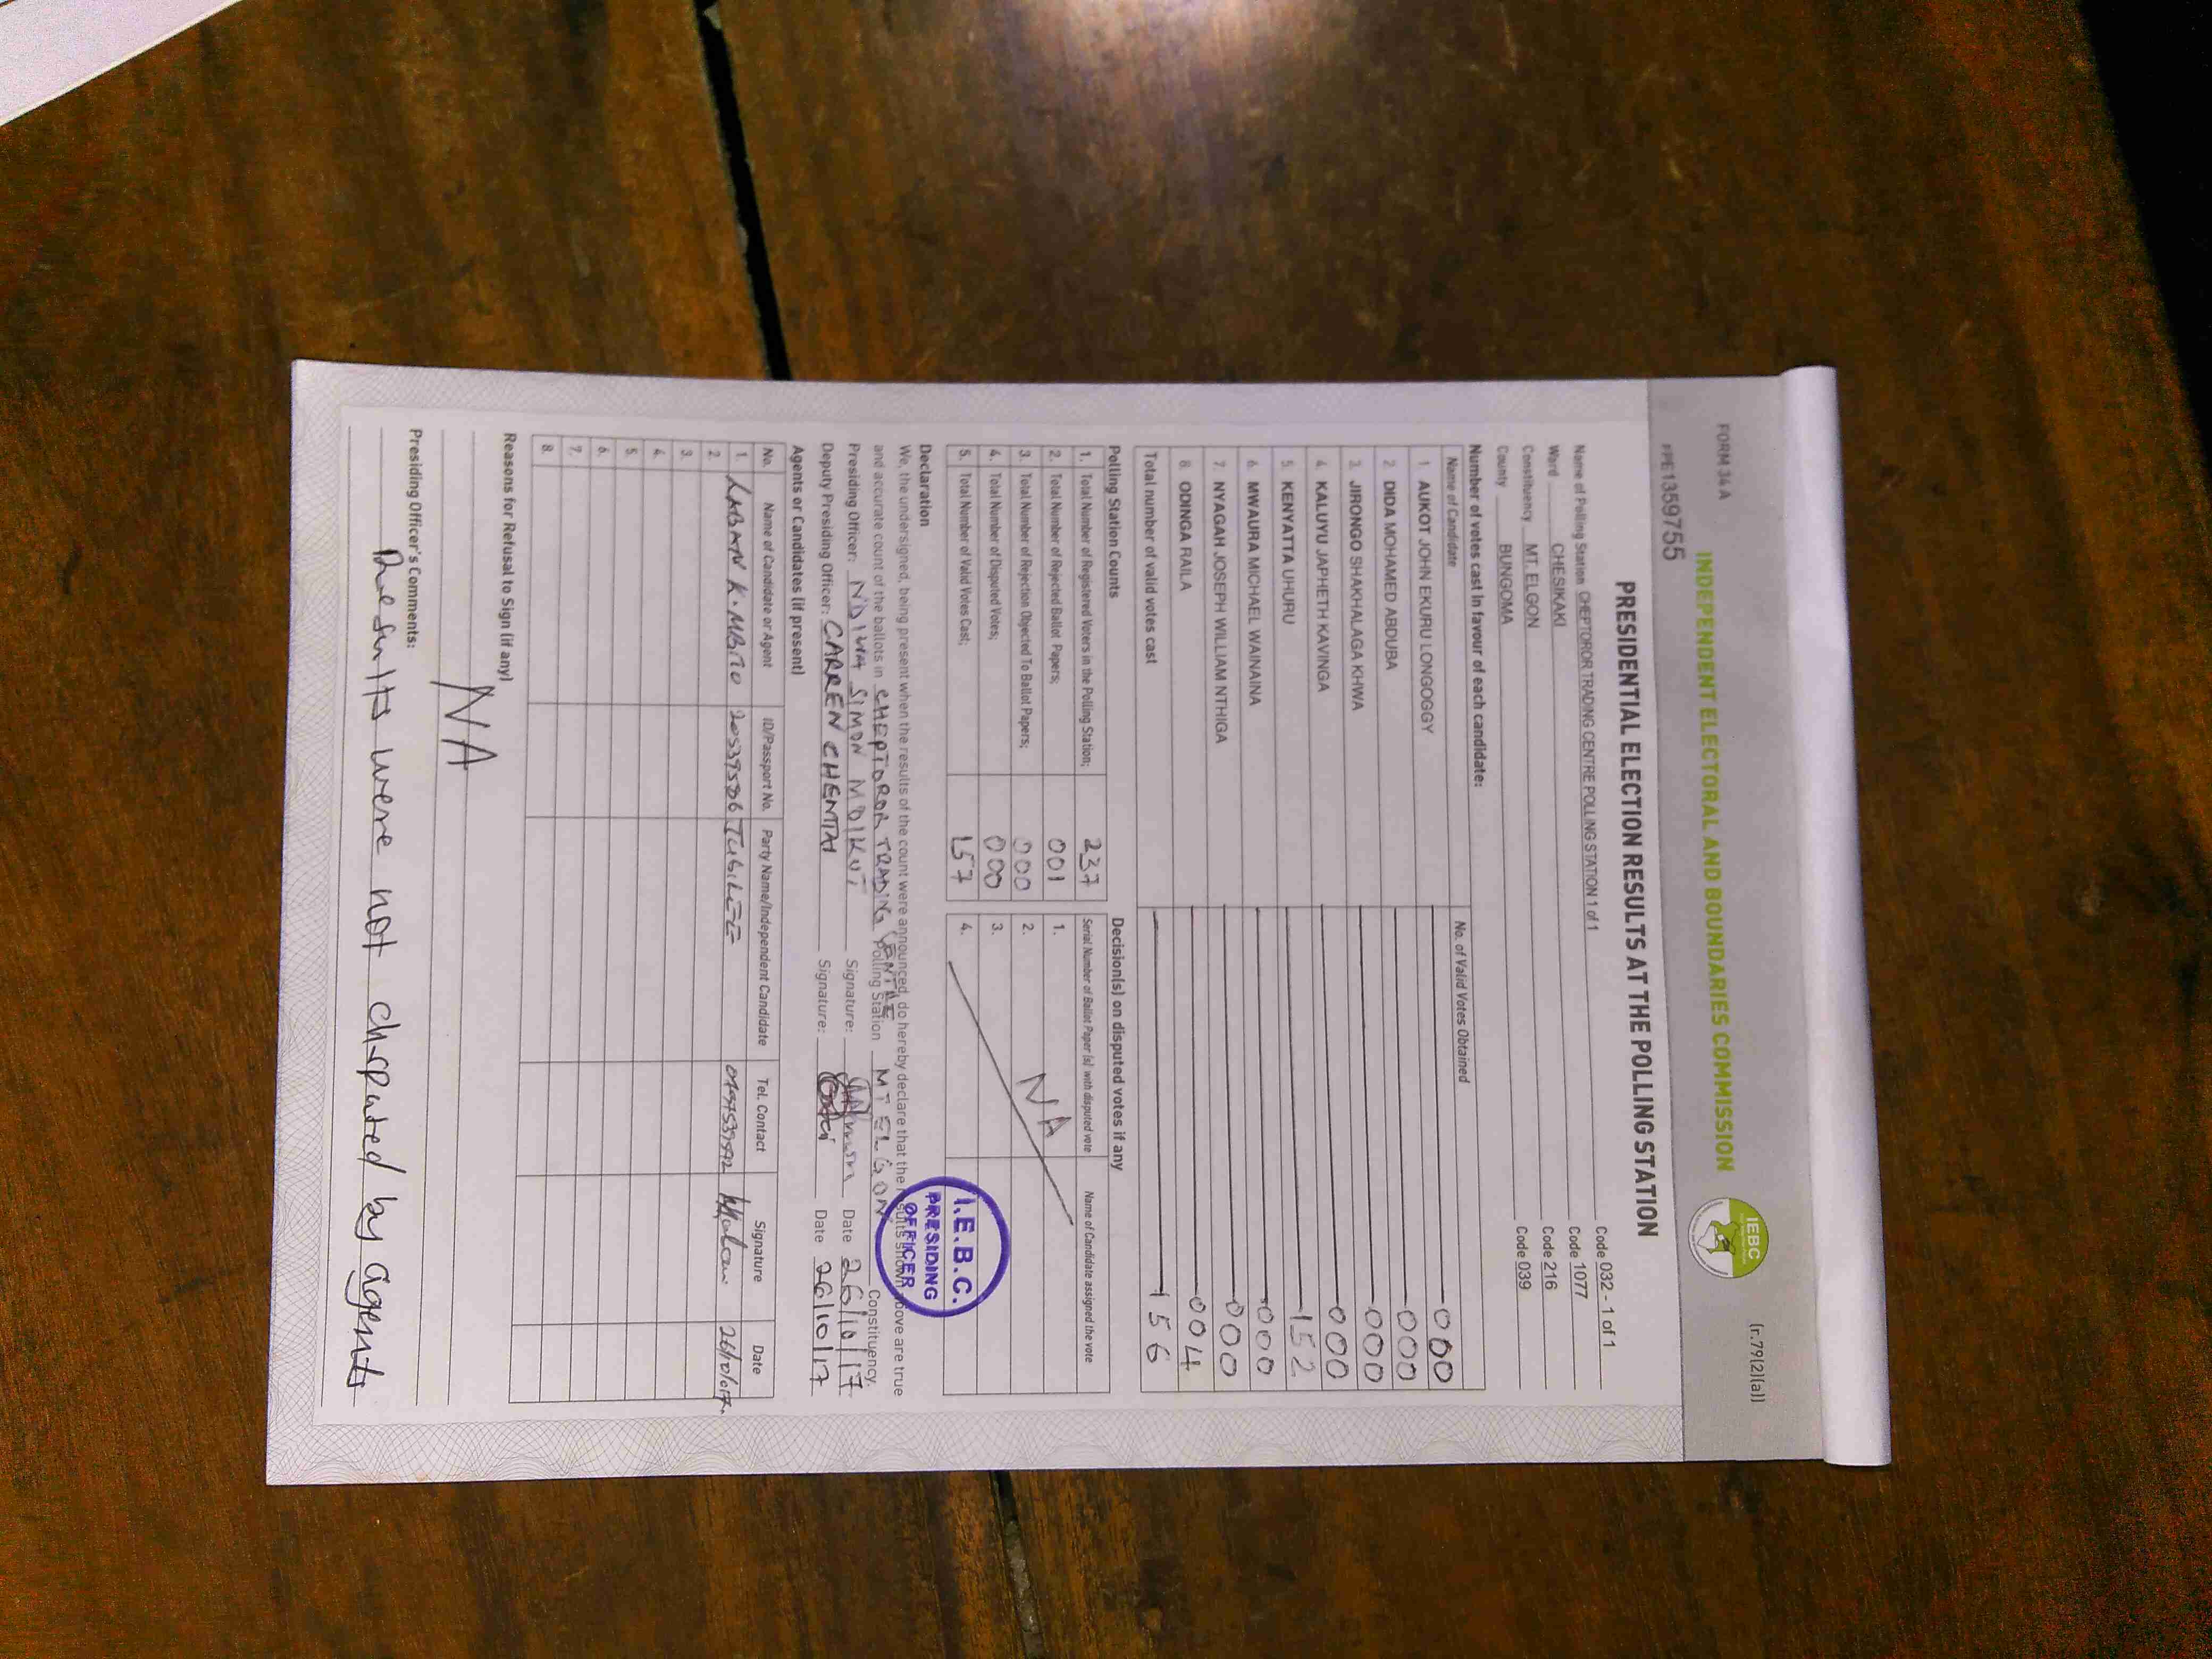 FORM 34 A
(r.79(2)(a))
INDEPENDENT ELECTORAL AND BOUNDARIES COMMISSION
IEBC
PPE1359755
PRESIDENTIAL ELECTION RESULTS AT THE POLLING STATION
Name of Polling Station CHEPTOROR TRADING CENTRE POLLING STATION 1 of 1 Code 032 - 1 of 1
Ward CHESIKAKI Code 1077
Constituency MT. ELGON Code 216
County BUNGOMA Code 039
Number of votes cast in favour of each candidate:
Name of Candidate No. of Valid Votes Obtained
1. AUKOT JOHN EKURU LONGOGGY 000
2. DIDA MOHAMED ABDUBA 000
3. JIRONGO SHAKHALAGA KHWA 000
4. KALUYU JAPHETH KAVINGA 000
5. KENYATTA UHURU 152
6. MWAURA MICHAEL WAINAINA 000
7. NYAGAH JOSEPH WILLIAM NTHIGA 000
8. ODINGA RAILA 004
Total number of valid votes cast 156
Polling Station Counts
1. Total Number of Registered Voters in the Polling Station; 237
2. Total Number of Rejected Ballot Papers; 001
3. Total Number of Rejection Objected To Ballot Papers; 000
4. Total Number of Disputed Votes; 000
5. Total Number of Valid Votes Cast; 157
Decision(s) on disputed votes if any
Serial Number of Ballot Paper (s) with disputed vote Name of Candidate assigned the vote
1.
2.
3.
4.
NA
Declaration
We, the undersigned, being present when the results of the count were announced, do hereby declare that the results shown above are true
and accurate count of the ballots in CHEPTOROR TRADING CENTRE Polling Station MT ELGON Constituency.
Presiding Officer: NDIWA SIMON MOIKUT Signature: Date 26/10/17
Deputy Presiding Officer: CARREN CHEMTAI Signature: Date 26/10/17
I.E.B.C.
PRESIDING
OFFICER
Agents or Candidates (if present)
No. Name of Candidate or Agent ID/Passport No. Party Name/Independent Candidate Tel. Contact Signature Date
1. LABAN K. 20539586 JUBILEE 26/10/017.
2.
3.
4.
5.
6.
7.
8.
Reasons for Refusal to Sign (if any)
NA
Presiding Officer's Comments:
Results were not disputed by agents